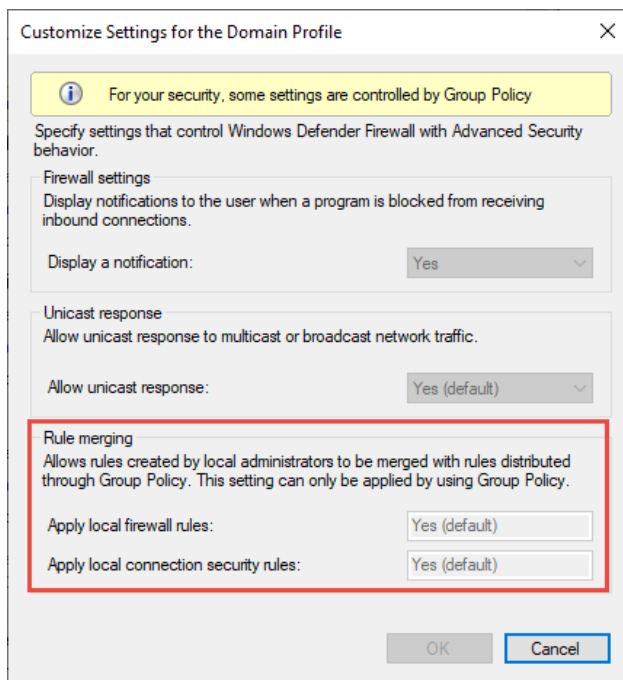 Customize Settings for the Domain Profile
For your security, some settings are controlled by Group Policy
Specify settings that control Windows Defender Firewall with Advanced Security
behavior.
Firewall settings
Display notifications to the user when a program is blocked from receiving
inbound connections.
Display a notification: Yes
Unicast response
Allow unicast response to multicast or broadcast network traffic.
Allow unicast response: Yes (default)
Rule merging
Allows rules created by local administrators to be merged with rules distributed
through Group Policy. This setting can only be applied by using Group Policy.
Apply local firewall rules: Yes (default)
Apply local connection security rules: Yes (default)
OK Cancel